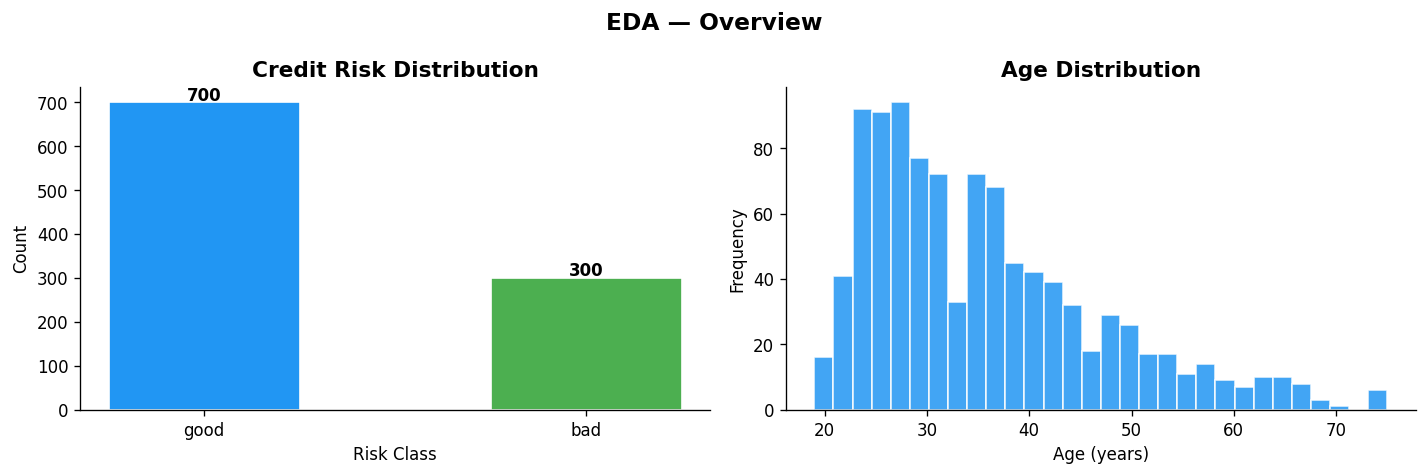 EDA — Overview
Credit Risk Distribution
700
300
700
600
500
400
300
200
100
0
Count
good
bad
Risk Class
Age Distribution
80
60
40
20
0
Frequency
20
30
40
50
60
70
Age (years)